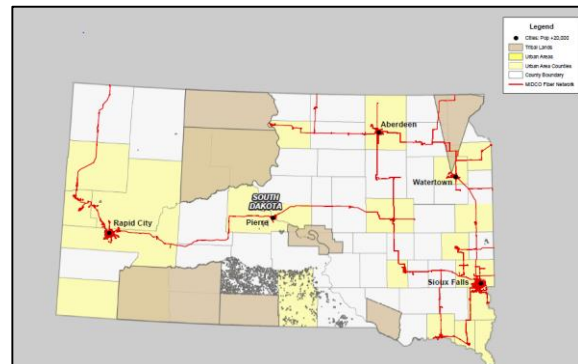 Legend
Cities: Pop +20,000
Tribal Lands
Urban Areas
Urban Area Counties
County Boundary
MIDCO Fiber Network
Aberdeen
Watertown
SOUTH
DAKOTA
Pierre
Rapid City
Sioux Falls